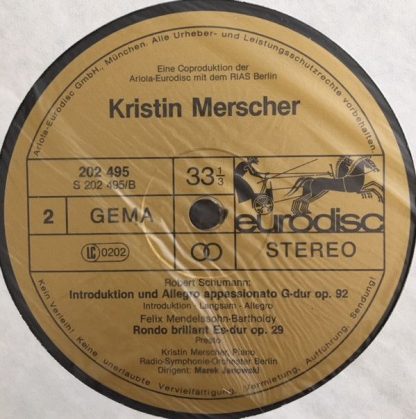 Ariola-Eurodisc GmbH., München. Alle Urheber- und Leistungsschutzrechte vorbehalten.
Eine Coproduktion der
Ariola-Eurodisc mit dem RIAS Berlin
Kristin Merscher
202 495
S 202 495/B
33 1/3
2
GEMA
eurodisc
LC 0202
STEREO
Robert Schumann:
Introduktion und Allegro appassionato G-dur op. 92
Introduktion · Langsam · Allegro
Felix Mendelssohn-Bartholdy
Rondo brillant Es-dur op. 29
Presto
Kristin Merscher, Piano
Radio-Symphonie-Orchester Berlin
Dirigent: Marek Janowski
Kein Verleih! Keine unerlaubte Vervielfältigung, Vermietung, Aufführung, Sendung!